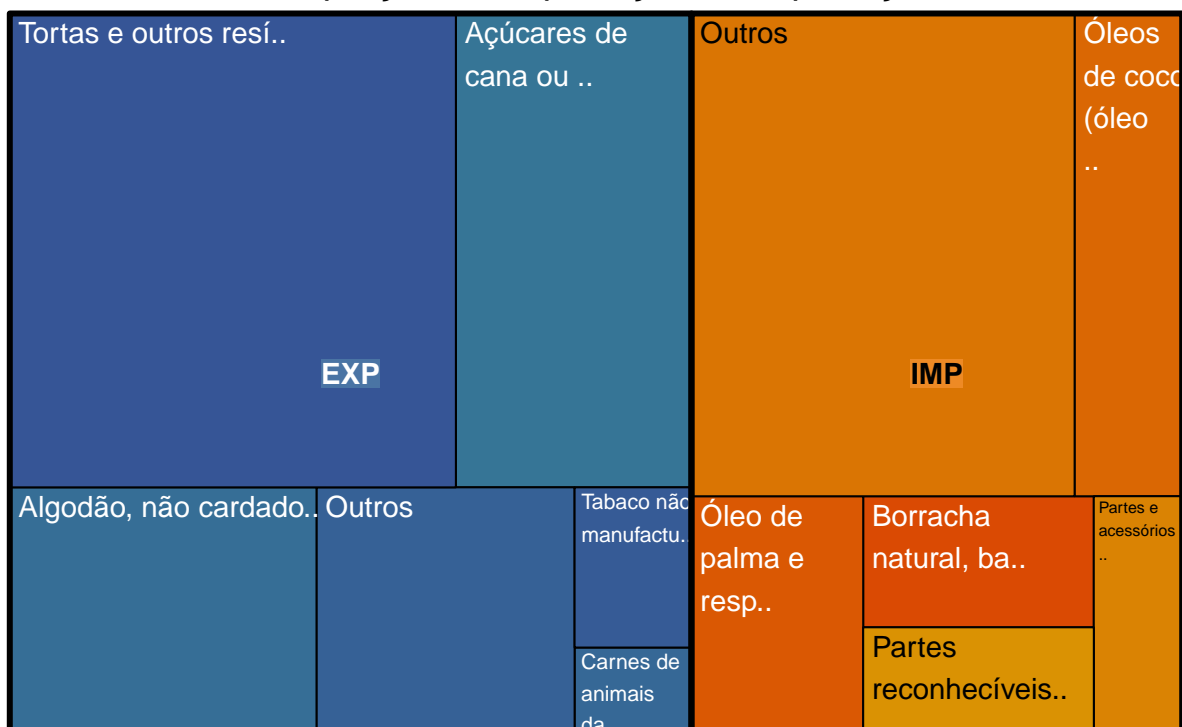 Tortas e outros resí..
Açúcares de
cana ou ..
EXP
Algodão, não cardado..
Outros
Tabaco não
manufactu..
Carnes de
animais
da
Outros
Óleos
de coco
(óleo
..
IMP
Óleo de
palma e
resp..
Borracha
natural, ba..
Partes
reconhecíveis..
Partes e
acessórios
..